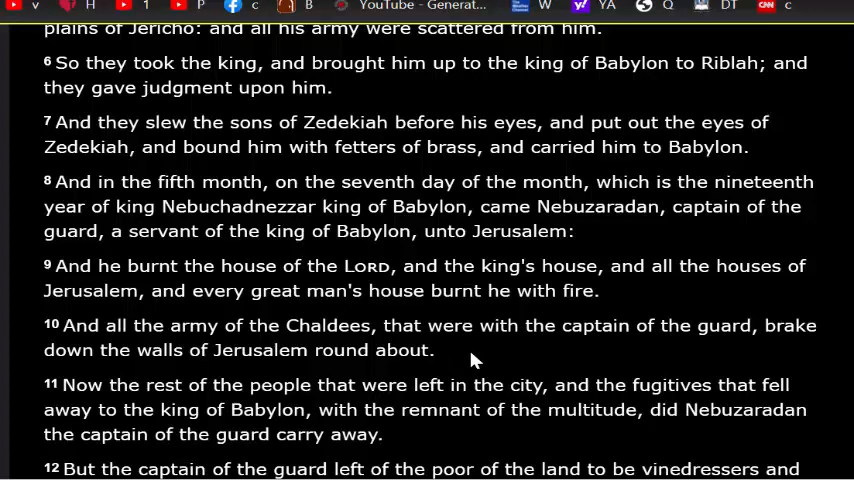 v H 1 P c B YouTube - Generat... W YA Q DT c
plains of Jericho: and all his army were scattered from him.
6 So they took the king, and brought him up to the king of Babylon to Riblah; and
they gave judgment upon him.
7 And they slew the sons of Zedekiah before his eyes, and put out the eyes of
Zedekiah, and bound him with fetters of brass, and carried him to Babylon.
8 And in the fifth month, on the seventh day of the month, which is the nineteenth
year of king Nebuchadnezzar king of Babylon, came Nebuzaradan, captain of the
guard, a servant of the king of Babylon, unto Jerusalem:
9 And he burnt the house of the LORD, and the king's house, and all the houses of
Jerusalem, and every great man's house burnt he with fire.
10 And all the army of the Chaldees, that were with the captain of the guard, brake
down the walls of Jerusalem round about.
11 Now the rest of the people that were left in the city, and the fugitives that fell
away to the king of Babylon, with the remnant of the multitude, did Nebuzaradan
the captain of the guard carry away.
12 But the captain of the guard left of the poor of the land to be vinedressers and